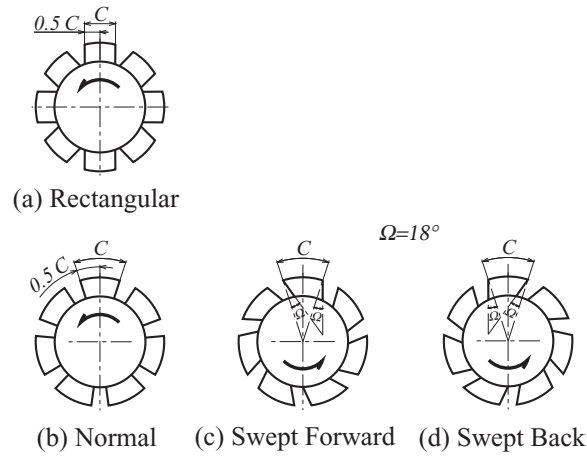 0.5 C C
(a) Rectangular
C
0.5 C
C
Ω=18°
C
Ω Ω
Ω Ω
(b) Normal
(c) Swept Forward
(d) Swept Back